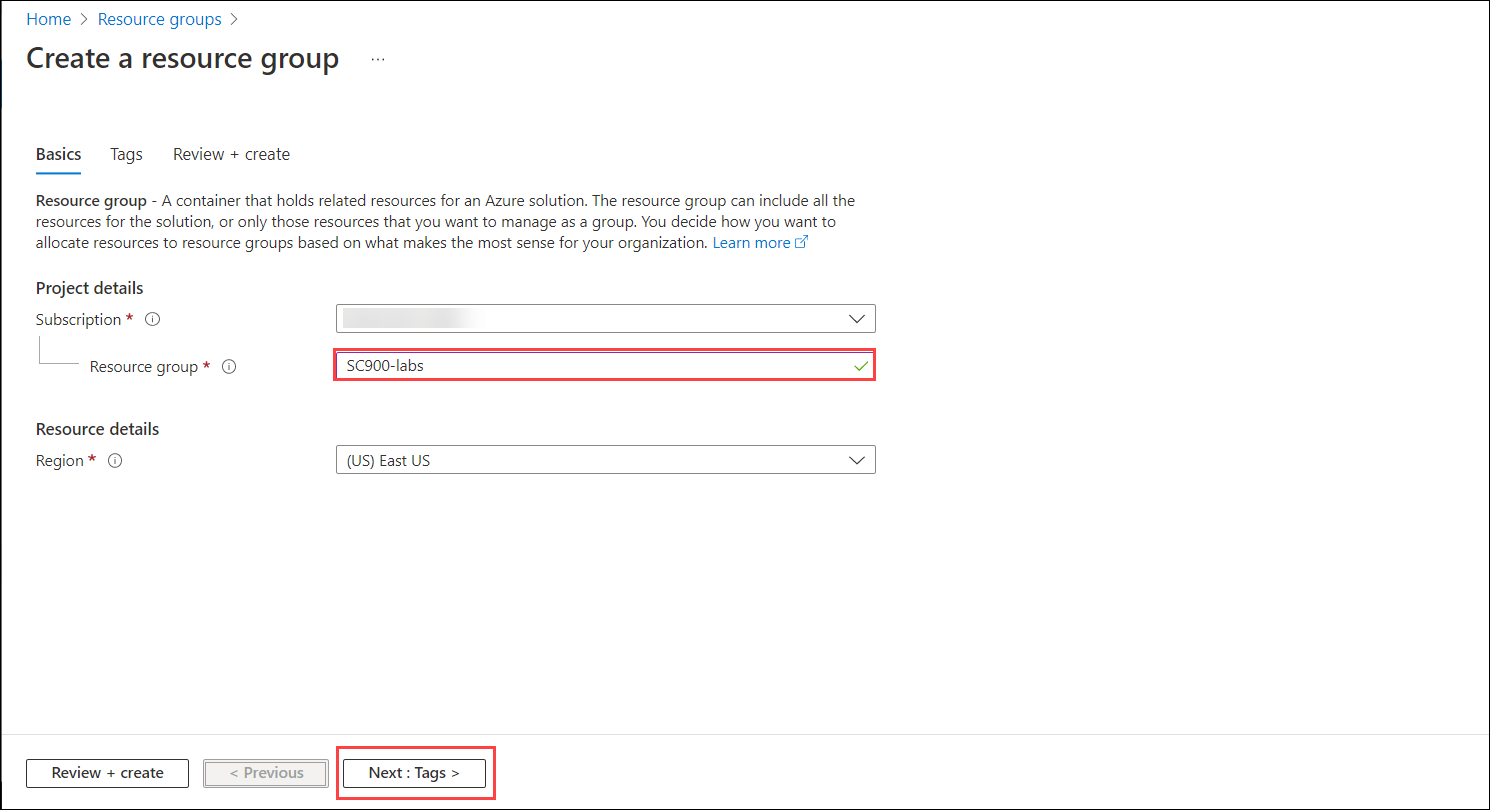 Home > Resource groups >
Create a resource group ...
Basics Tags Review + create
Resource group - A container that holds related resources for an Azure solution. The resource group can include all the
resources for the solution, or only those resources that you want to manage as a group. You decide how you want to
allocate resources to resource groups based on what makes the most sense for your organization. Learn more
Project details
Subscription *
Resource group * SC900-labs
Resource details
Region * (US) East US
Review + create < Previous Next : Tags >